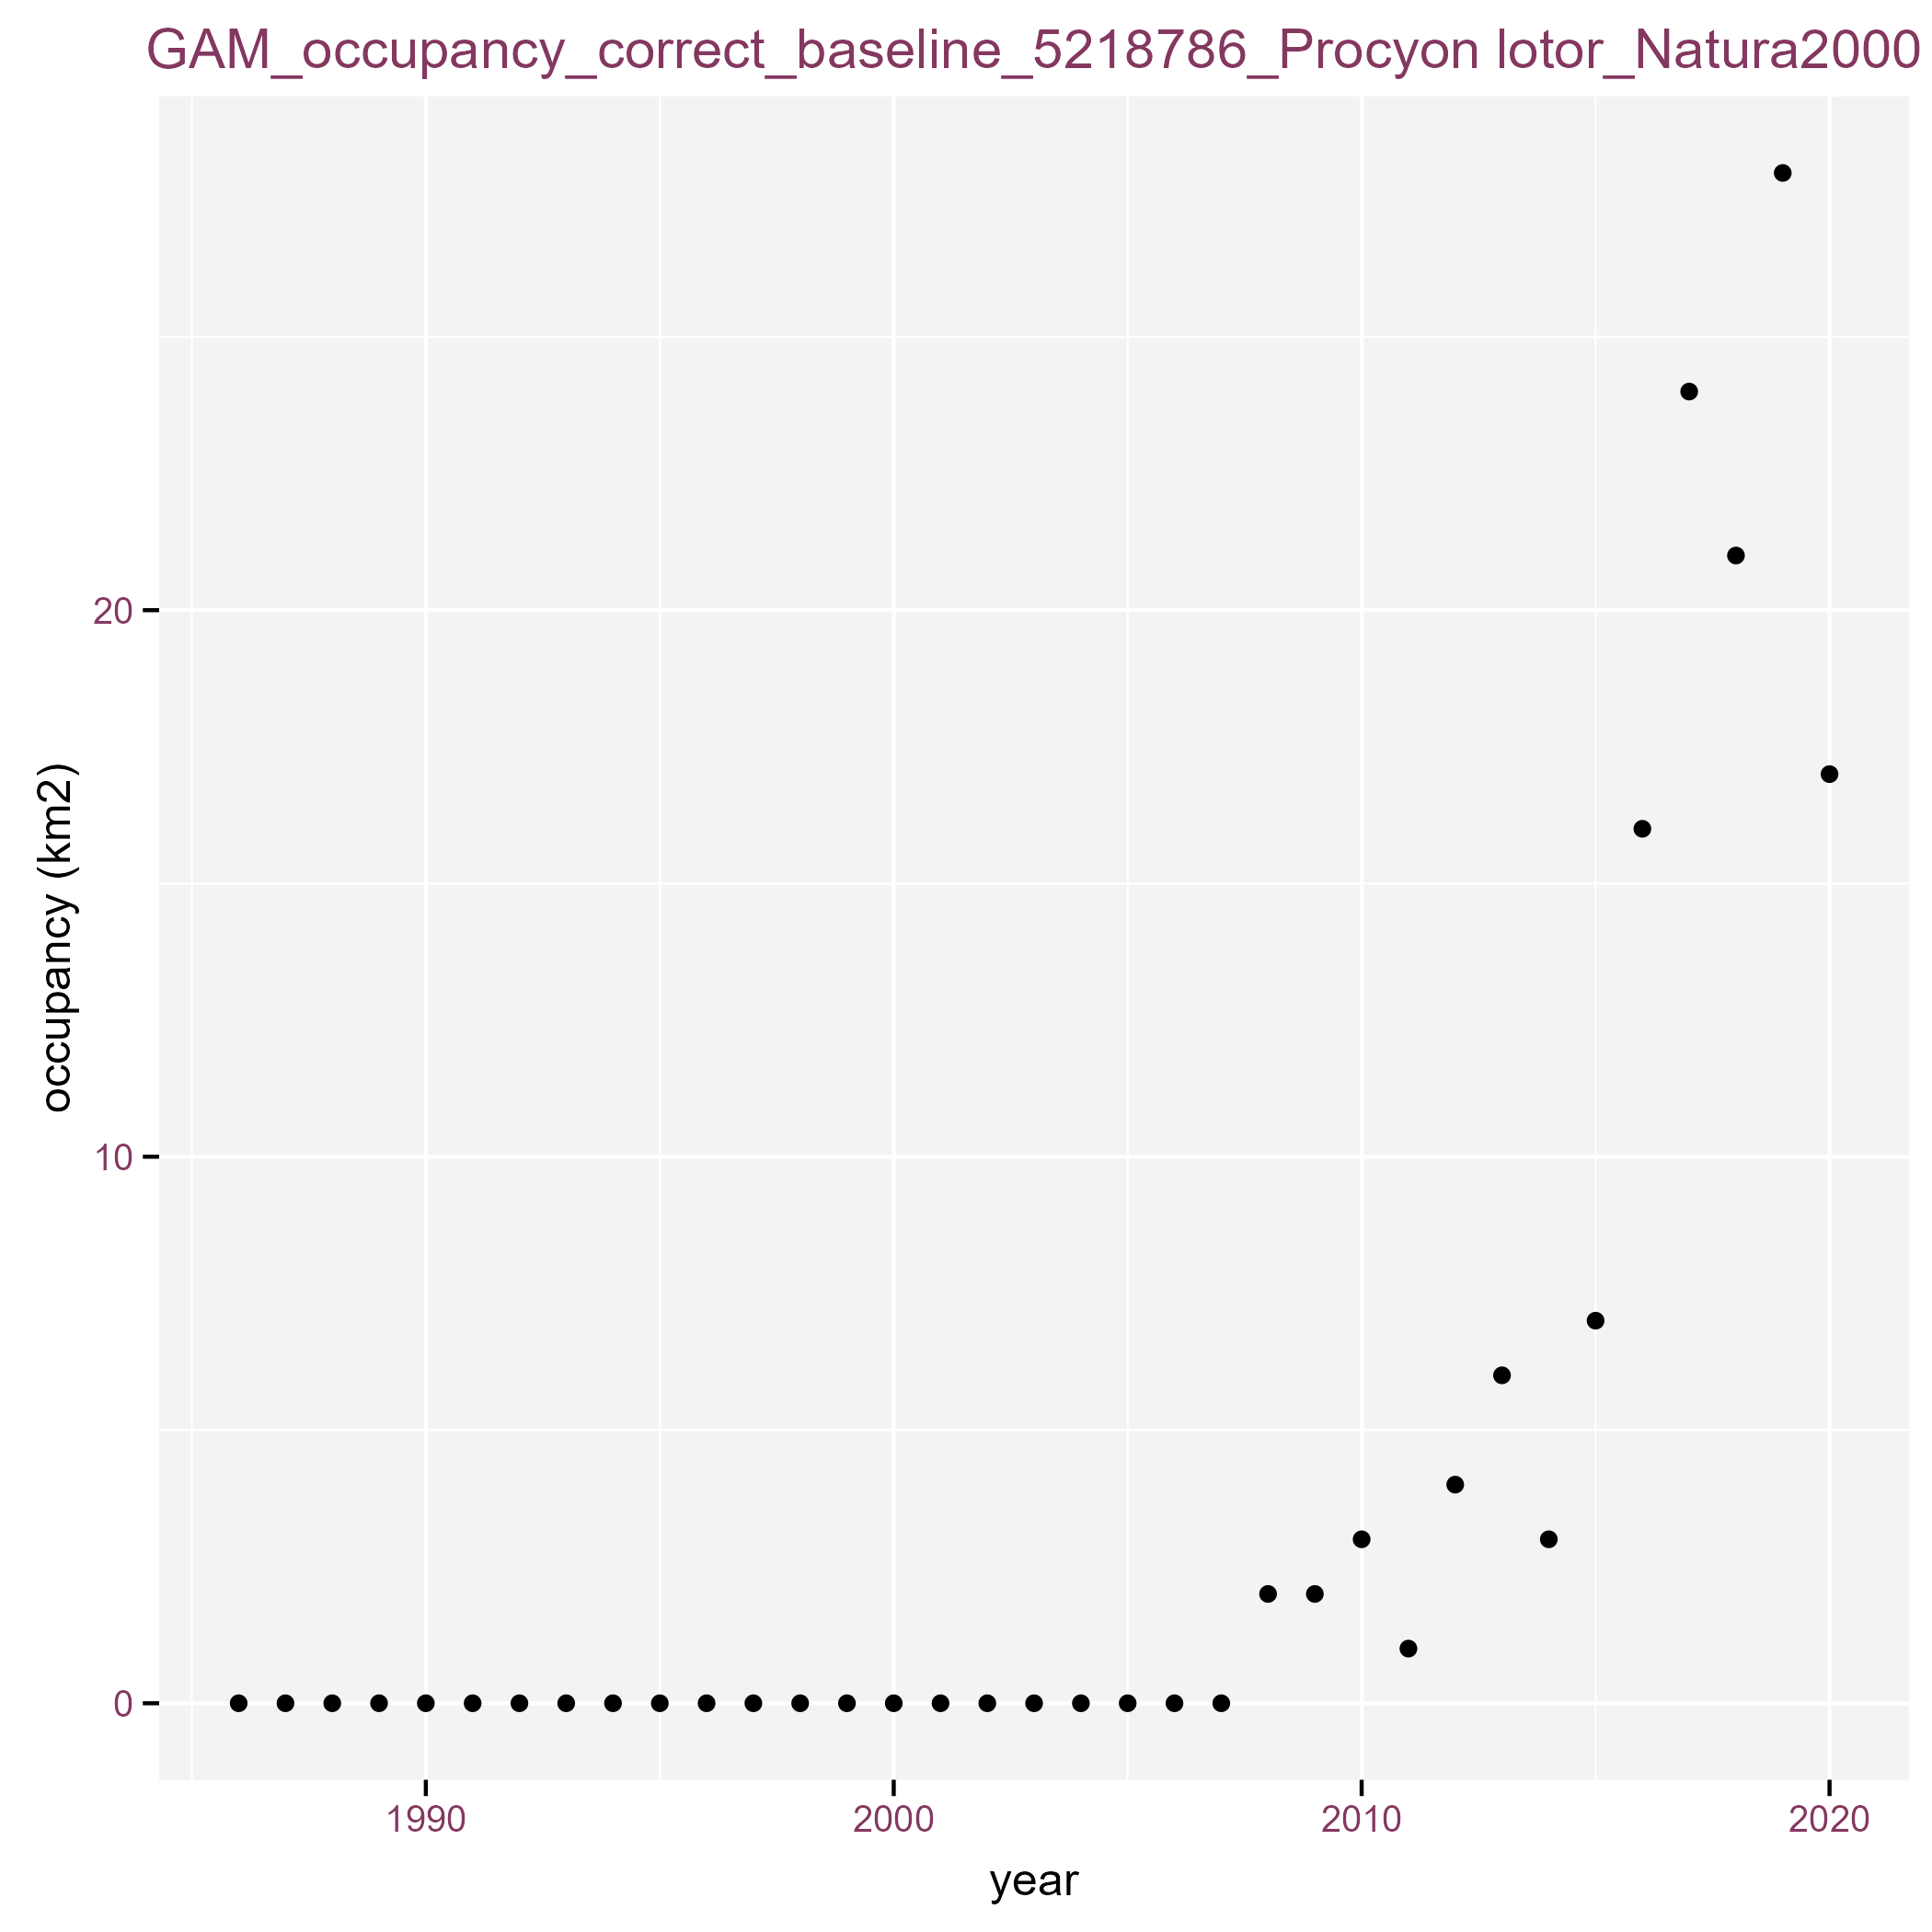 GAM_occupancy_correct_baseline_5218786_Procyon lotor_Natura2000
occupancy (km2)
20
10
0
1990 2000 2010 2020
year